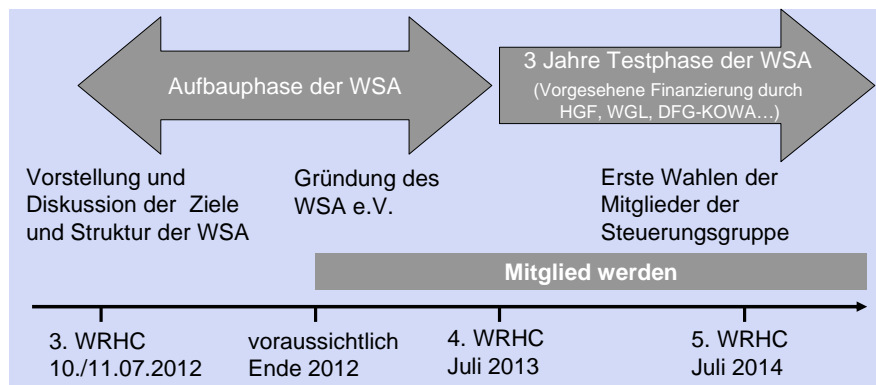 Aufbauphase der WSA
3 Jahre Testphase der WSA
(Vorgesehene Finanzierung durch
HGF, WGL, DFG-KOWA...)
Vorstellung und
Diskussion der Ziele
und Struktur der WSA
Gründung des
WSA e.V.
Erste Wahlen der
Mitglieder der
Steuerungsgruppe
Mitglied werden
3. WRHC
10./11.07.2012
voraussichtlich
Ende 2012
4. WRHC
Juli 2013
5. WRHC
Juli 2014